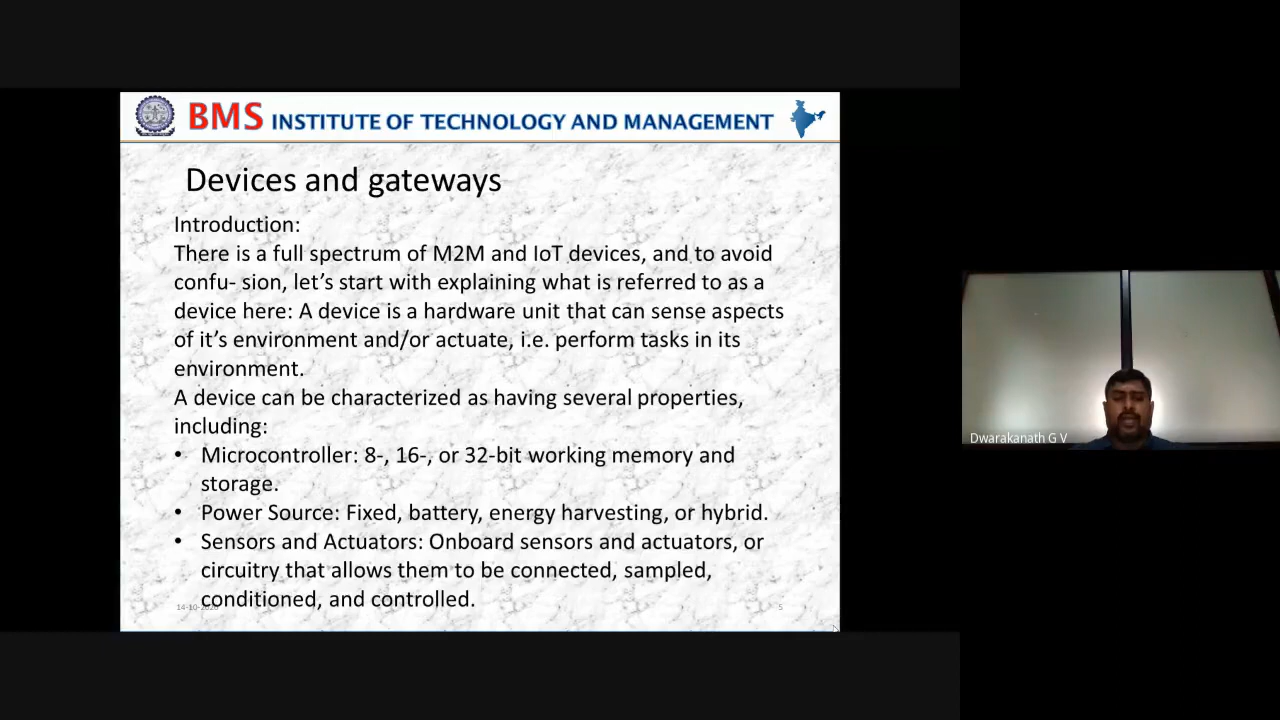 BMS INSTITUTE OF TECHNOLOGY AND MANAGEMENT
Devices and gateways
Introduction:
There is a full spectrum of M2M and IoT devices, and to avoid
confu- sion, let’s start with explaining what is referred to as a
device here: A device is a hardware unit that can sense aspects
of it’s environment and/or actuate, i.e. perform tasks in its
environment.
A device can be characterized as having several properties,
including:
• Microcontroller: 8-, 16-, or 32-bit working memory and
storage.
• Power Source: Fixed, battery, energy harvesting, or hybrid.
• Sensors and Actuators: Onboard sensors and actuators, or
circuitry that allows them to be connected, sampled,
conditioned, and controlled.
5
Dwarakanath G V